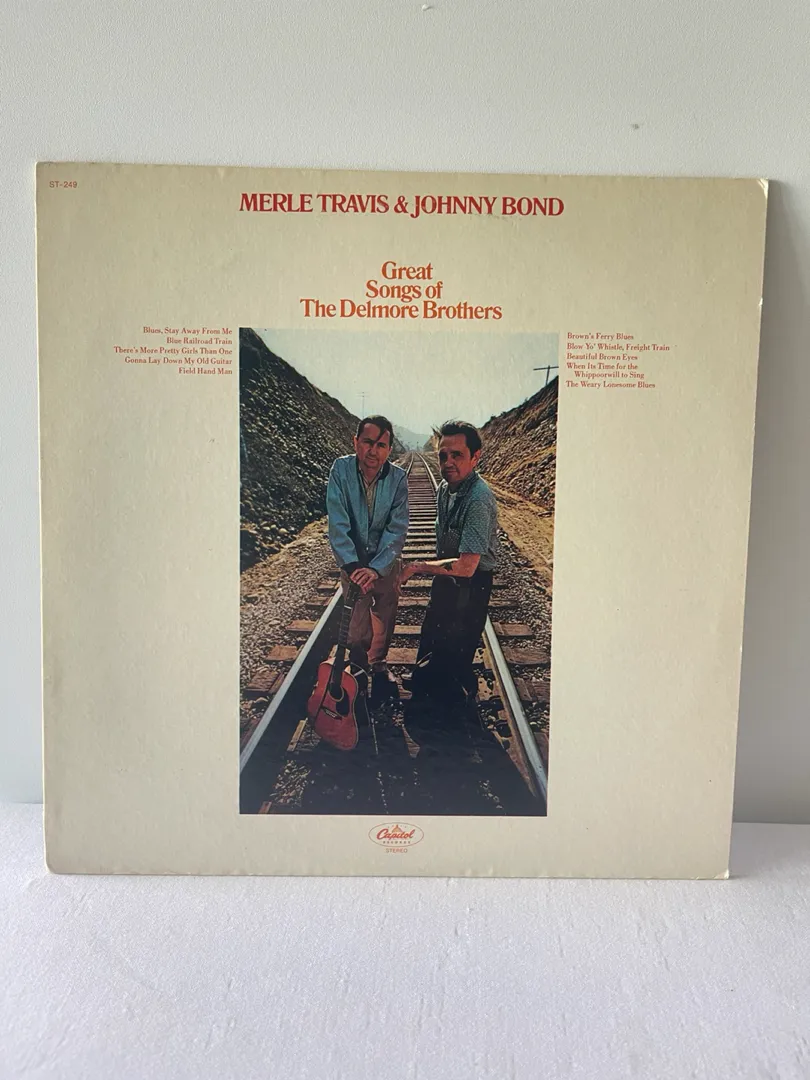 ST-249
MERLE TRAVIS & JOHNNY BOND
Great
Songs of
The Delmore Brothers
Blues, Stay Away From Me
Blue Railroad Train
There's More Pretty Girls Than One
Gonna Lay Down My Old Guitar
Field Hand Man
Brown's Ferry Blues
Blow Yo' Whistle, Freight Train
Beautiful Brown Eyes
When Its Time for the
Whippoorwill to Sing
The Weary Lonesome Blues
Capitol
RECORDS
STEREO